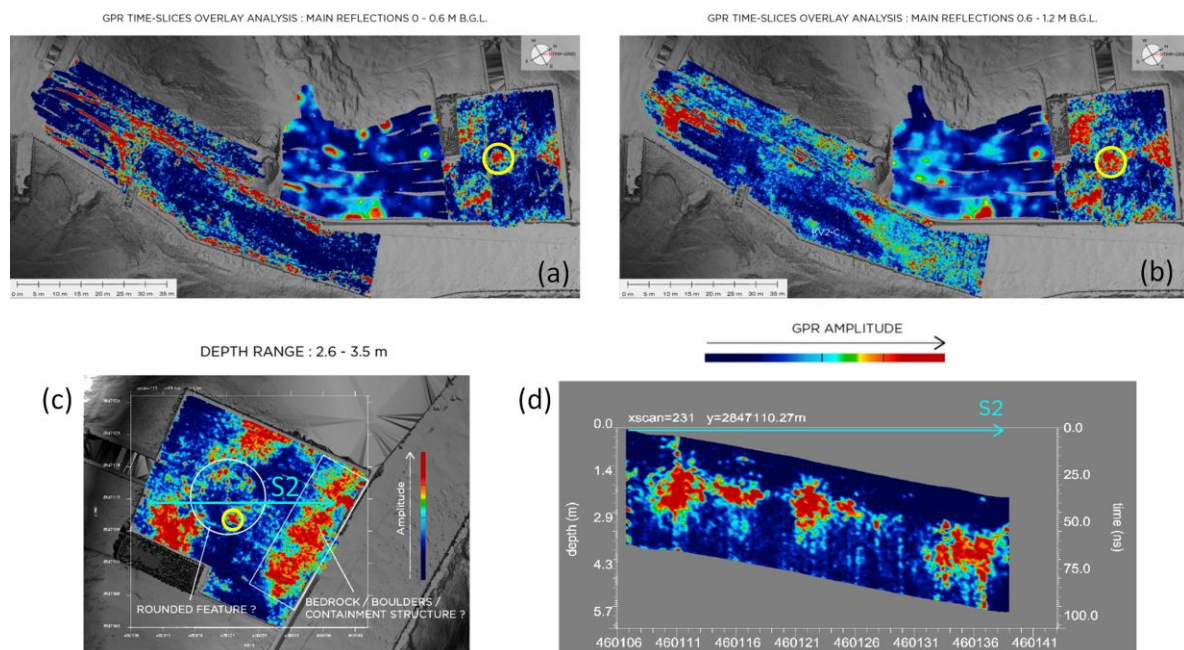 GPR TIME-SLICES OVERLAY ANALYSIS : MAIN REFLECTIONS 0 - 0.6 M B.G.L.
GPR TIME-SLICES OVERLAY ANALYSIS : MAIN REFLECTIONS 0.6 - 1.2 M B.G.L.
W
N
S
E
(a)
0 m 5 m 10 m 15 m 20 m 25 m 30 m 35 m
W
N
S
E
(b)
0 m 5 m 10 m 15 m 20 m 25 m 30 m 35 m
DEPTH RANGE : 2.6 - 3.5 m
GPR AMPLITUDE
(c)
S2
Amplitude
ROUNDED FEATURE ?
BEDROCK / BOULDERS /
CONTAINMENT STRUCTURE ?
(d)
xscan=231 y=2847110.27m
S2
0.0
1.4
2.9
4.3
5.7
depth (m)
0.0
25.0
50.0
75.0
100.0
time (ns)
460106 460111 460116 460121 460126 460131 460136 460141